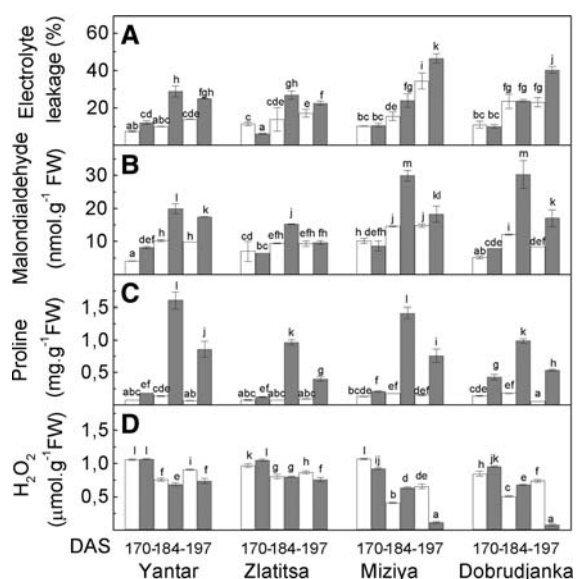 A
Electrolyte
leakage (%)
60
40
20
ab cd abc h cde fgh c a cde gh e f bc bc de fg i k bc bc fg fg fg j
B
Malondialdehyde
(nmol.g-1 FW)
30
20
10
a def h l h k cd bc efh j efh fh h defh j m j kl ab cde i m cde k
C
Proline
(mg.g-1 FW)
1,5
1,0
0,5
abc ef cde l ab j abc ef abc k abc g bcd f cde l i cde g ef k ab h
D
H2O2
(µmol.g-1FW)
1,5
1,0
0,5
l l f e i f k l g g h f l ij b d de a h jk c e f a
DAS 170-184-197 170-184-197 170-184-197 170-184-197
Yantar Zlatitsa Miziya Dobrudjanka